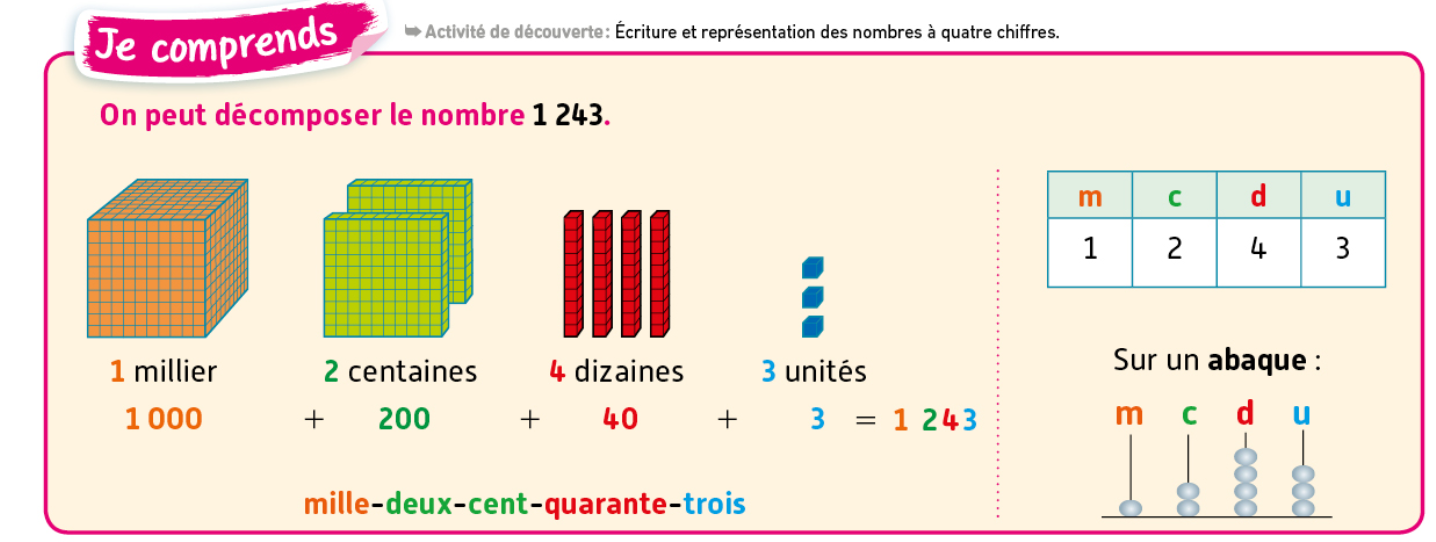 Je comprends
➥ Activité de découverte : Écriture et représentation des nombres à quatre chiffres.
On peut décomposer le nombre 1 243.
1 millier 2 centaines 4 dizaines 3 unités
1 000 + 200 + 40 + 3 = 1 243
mille-deux-cent-quarante-trois
m c d u
1 2 4 3
Sur un abaque :
m c d u